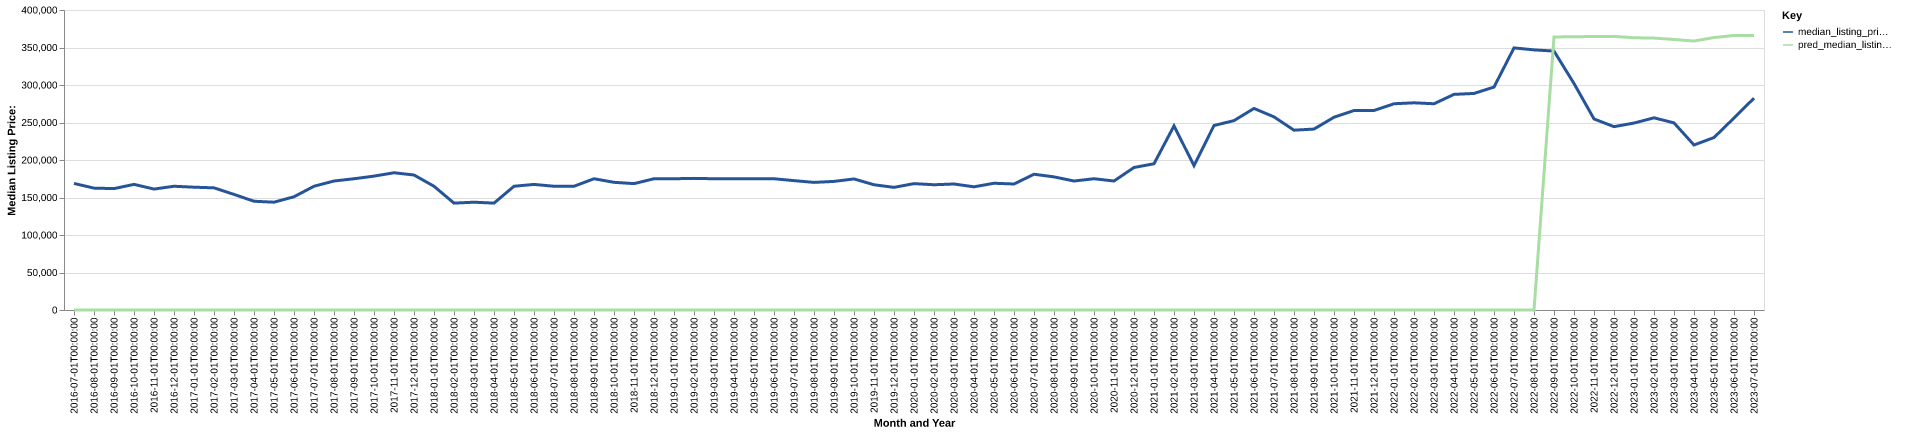 400,000
350,000
300,000
250,000
200,000
150,000
100,000
50,000
0
Median Listing Price:
2016-07-01T00:00:00
2016-08-01T00:00:00
2016-09-01T00:00:00
2016-10-01T00:00:00
2016-11-01T00:00:00
2016-12-01T00:00:00
2017-01-01T00:00:00
2017-02-01T00:00:00
2017-03-01T00:00:00
2017-04-01T00:00:00
2017-05-01T00:00:00
2017-06-01T00:00:00
2017-07-01T00:00:00
2017-08-01T00:00:00
2017-09-01T00:00:00
2017-10-01T00:00:00
2017-11-01T00:00:00
2017-12-01T00:00:00
2018-01-01T00:00:00
2018-02-01T00:00:00
2018-03-01T00:00:00
2018-04-01T00:00:00
2018-05-01T00:00:00
2018-06-01T00:00:00
2018-07-01T00:00:00
2018-08-01T00:00:00
2018-09-01T00:00:00
2018-10-01T00:00:00
2018-11-01T00:00:00
2018-12-01T00:00:00
2019-01-01T00:00:00
2019-02-01T00:00:00
2019-03-01T00:00:00
2019-04-01T00:00:00
2019-05-01T00:00:00
2019-06-01T00:00:00
2019-07-01T00:00:00
2019-08-01T00:00:00
2019-09-01T00:00:00
2019-10-01T00:00:00
2019-11-01T00:00:00
2019-12-01T00:00:00
2020-01-01T00:00:00
2020-02-01T00:00:00
2020-03-01T00:00:00
2020-04-01T00:00:00
2020-05-01T00:00:00
2020-06-01T00:00:00
2020-07-01T00:00:00
2020-08-01T00:00:00
2020-09-01T00:00:00
2020-10-01T00:00:00
2020-11-01T00:00:00
2020-12-01T00:00:00
2021-01-01T00:00:00
2021-02-01T00:00:00
2021-03-01T00:00:00
2021-04-01T00:00:00
2021-05-01T00:00:00
2021-06-01T00:00:00
2021-07-01T00:00:00
2021-08-01T00:00:00
2021-09-01T00:00:00
2021-10-01T00:00:00
2021-11-01T00:00:00
2021-12-01T00:00:00
2022-01-01T00:00:00
2022-02-01T00:00:00
2022-03-01T00:00:00
2022-04-01T00:00:00
2022-05-01T00:00:00
2022-06-01T00:00:00
2022-07-01T00:00:00
2022-08-01T00:00:00
2022-09-01T00:00:00
2022-10-01T00:00:00
2022-11-01T00:00:00
2022-12-01T00:00:00
2023-01-01T00:00:00
2023-02-01T00:00:00
2023-03-01T00:00:00
2023-04-01T00:00:00
2023-05-01T00:00:00
2023-06-01T00:00:00
2023-07-01T00:00:00
Month and Year
Key
median_listing_pri…
pred_median_listin…